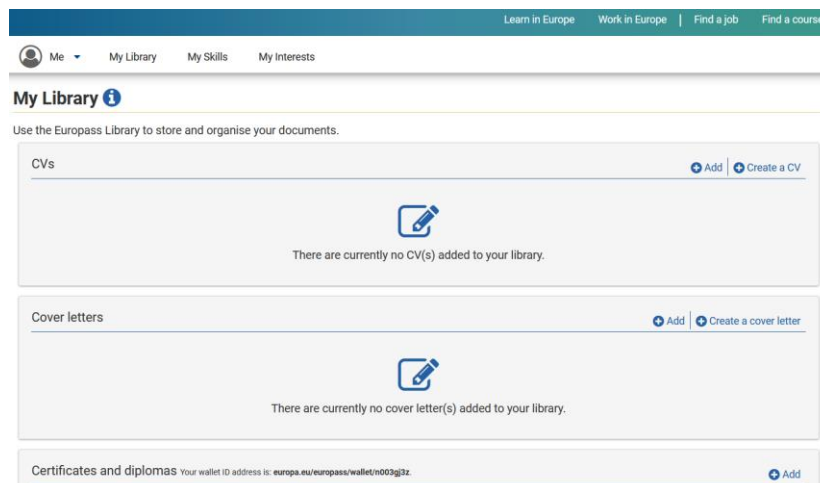 Learn in Europe Work in Europe | Find a job Find a course
Me My Library My Skills My Interests
My Library
Use the Europass Library to store and organise your documents.
CVs Add Create a CV
There are currently no CV(s) added to your library.
Cover letters Add Create a cover letter
There are currently no cover letter(s) added to your library.
Certificates and diplomas Your wallet ID address is: europa.eu/europass/wallet/n003gj3z. Add